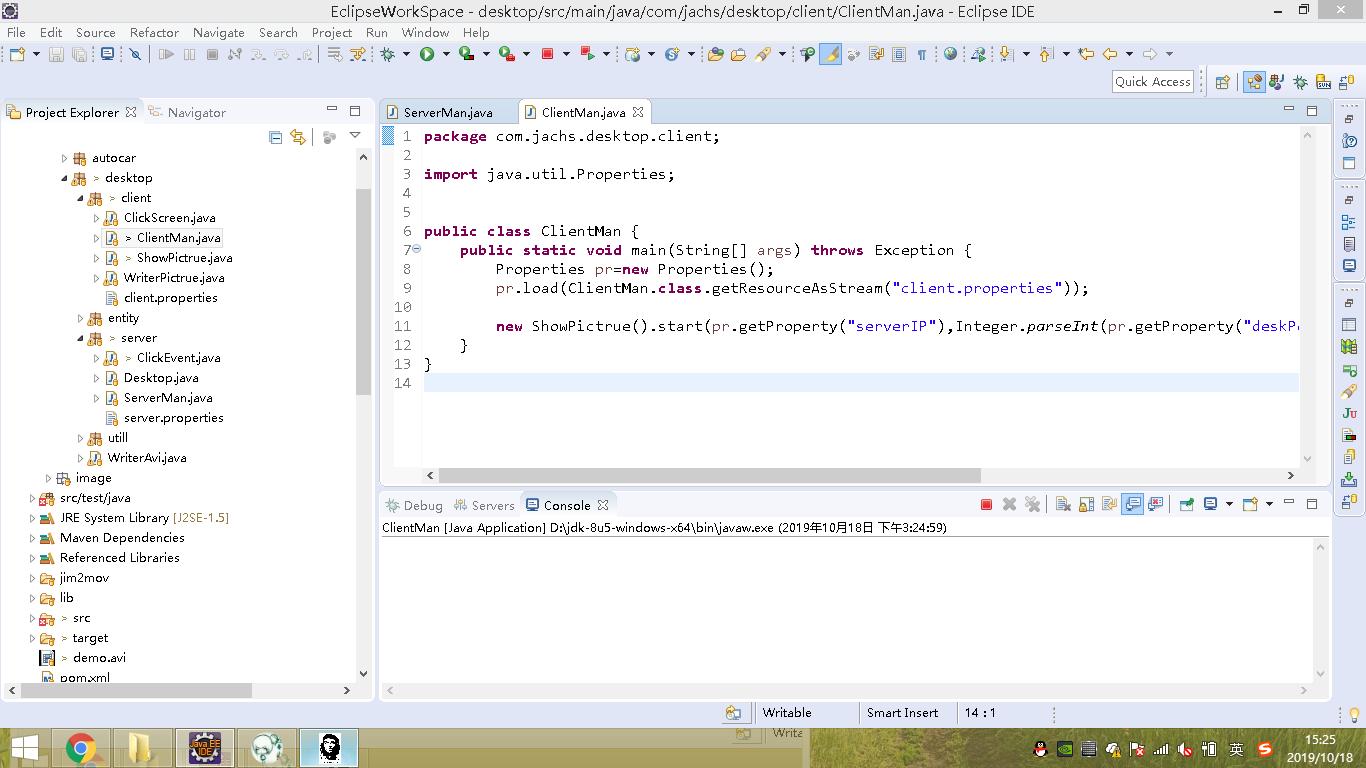 EclipseWorkSpace - desktop/src/main/java/com/jachs/desktop/client/ClientMan.java - Eclipse IDE
File Edit Source Refactor Navigate Search Project Run Window Help
Quick Access
Project Explorer Navigator
autocar
> desktop
> client
ClickScreen.java
> ClientMan.java
> ShowPictrue.java
WriterPictrue.java
client.properties
entity
> server
> ClickEvent.java
Desktop.java
ServerMan.java
server.properties
utill
WriterAvi.java
image
src/test/java
JRE System Library [J2SE-1.5]
Maven Dependencies
Referenced Libraries
jim2mov
lib
> src
> target
> demo.avi
pom.xml
ServerMan.java ClientMan.java
1 package com.jachs.desktop.client;
2
3 import java.util.Properties;
4
5
6 public class ClientMan {
7 public static void main(String[] args) throws Exception {
8 Properties pr=new Properties();
9 pr.load(ClientMan.class.getResourceAsStream("client.properties"));
10
11 new ShowPictrue().start(pr.getProperty("serverIP"),Integer.parseInt(pr.getProperty("deskP
12 }
13 }
14
Debug Servers Console
ClientMan [Java Application] D:\jdk-8u5-windows-x64\bin\javaw.exe (2019年10月18日 下午3:24:59)
Writable Smart Insert 14 : 1
Writa
Java EE
IDE
英
15:25
2019/10/18